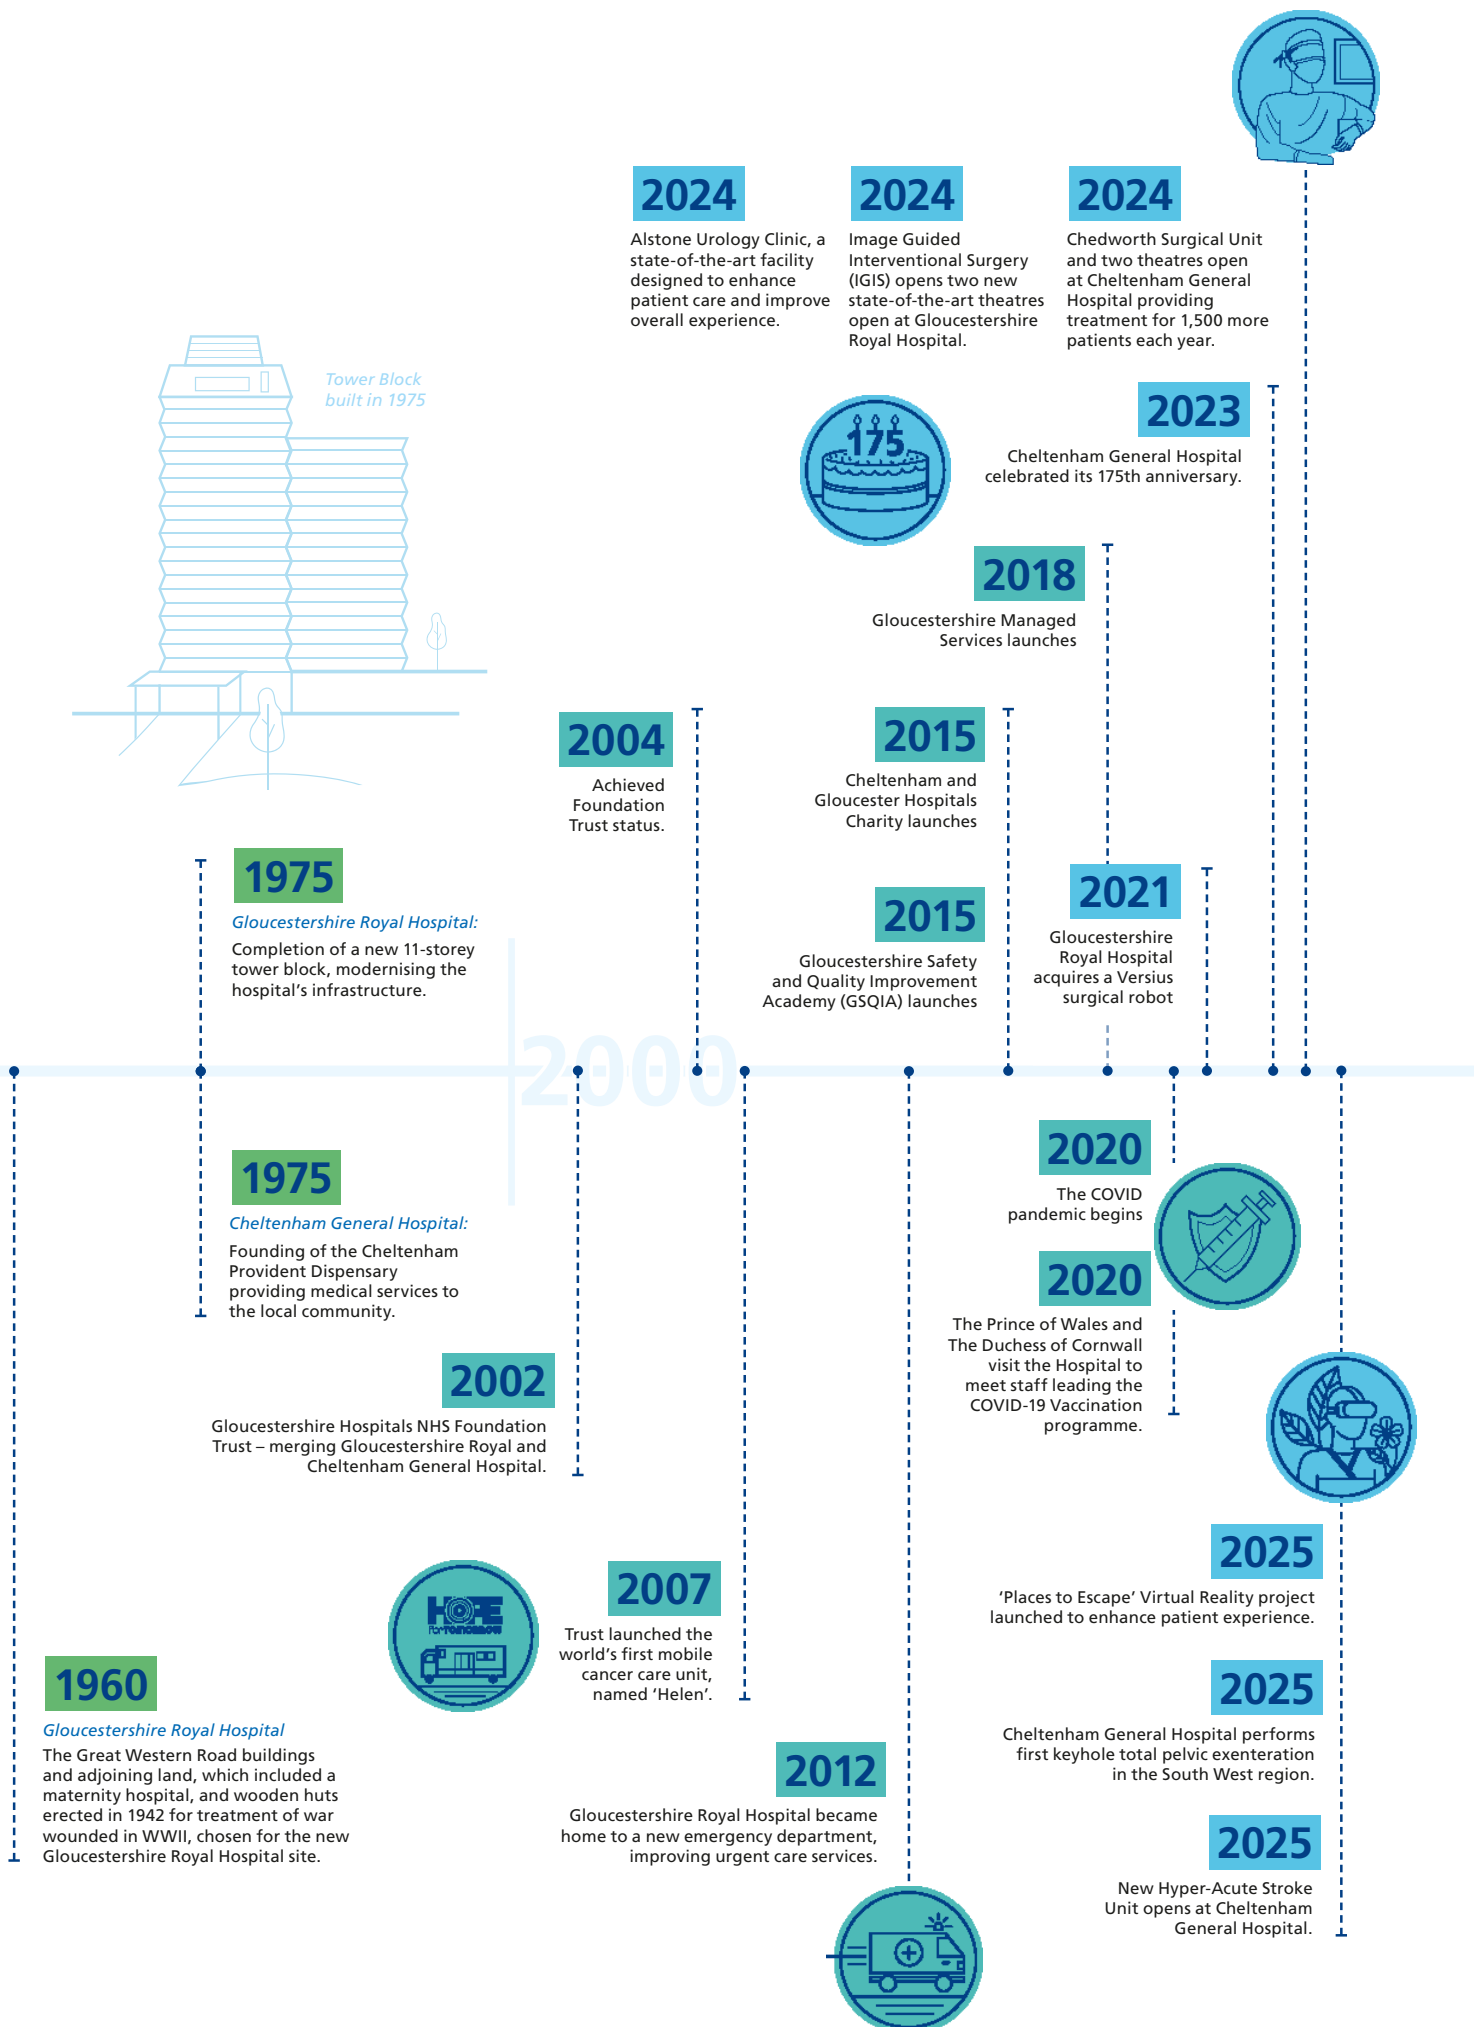 2024
Alstone Urology Clinic, a
state-of-the-art facility
designed to enhance
patient care and improve
overall experience.
2024
Image Guided
Interventional Surgery
(IGIS) opens two new
state-of-the-art theatres
open at Gloucestershire
Royal Hospital.
2024
Chedworth Surgical Unit
and two theatres open
at Cheltenham General
Hospital providing
treatment for 1,500 more
patients each year.
Tower Block
built in 1975
175
2023
Cheltenham General Hospital
celebrated its 175th anniversary.
2018
Gloucestershire Managed
Services launches
2004
Achieved
Foundation
Trust status.
2015
Cheltenham and
Gloucester Hospitals
Charity launches
1975
Gloucestershire Royal Hospital:
Completion of a new 11-storey
tower block, modernising the
hospital's infrastructure.
2015
Gloucestershire Safety
and Quality Improvement
Academy (GSQIA) launches
2021
Gloucestershire
Royal Hospital
acquires a Versius
surgical robot
2000
1975
Cheltenham General Hospital:
Founding of the Cheltenham
Provident Dispensary
providing medical services to
the local community.
2020
The COVID
pandemic begins
2020
The Prince of Wales and
The Duchess of Cornwall
visit the Hospital to
meet staff leading the
COVID-19 Vaccination
programme.
2002
Gloucestershire Hospitals NHS Foundation
Trust – merging Gloucestershire Royal and
Cheltenham General Hospital.
HOPE
for TOMORROW
2007
Trust launched the
world's first mobile
cancer care unit,
named ‘Helen’.
2025
‘Places to Escape’ Virtual Reality project
launched to enhance patient experience.
1960
Gloucestershire Royal Hospital
The Great Western Road buildings
and adjoining land, which included a
maternity hospital, and wooden huts
erected in 1942 for treatment of war
wounded in WWII, chosen for the new
Gloucestershire Royal Hospital site.
2025
Cheltenham General Hospital performs
first keyhole total pelvic exenteration
in the South West region.
2012
Gloucestershire Royal Hospital became
home to a new emergency department,
improving urgent care services.
2025
New Hyper-Acute Stroke
Unit opens at Cheltenham
General Hospital.